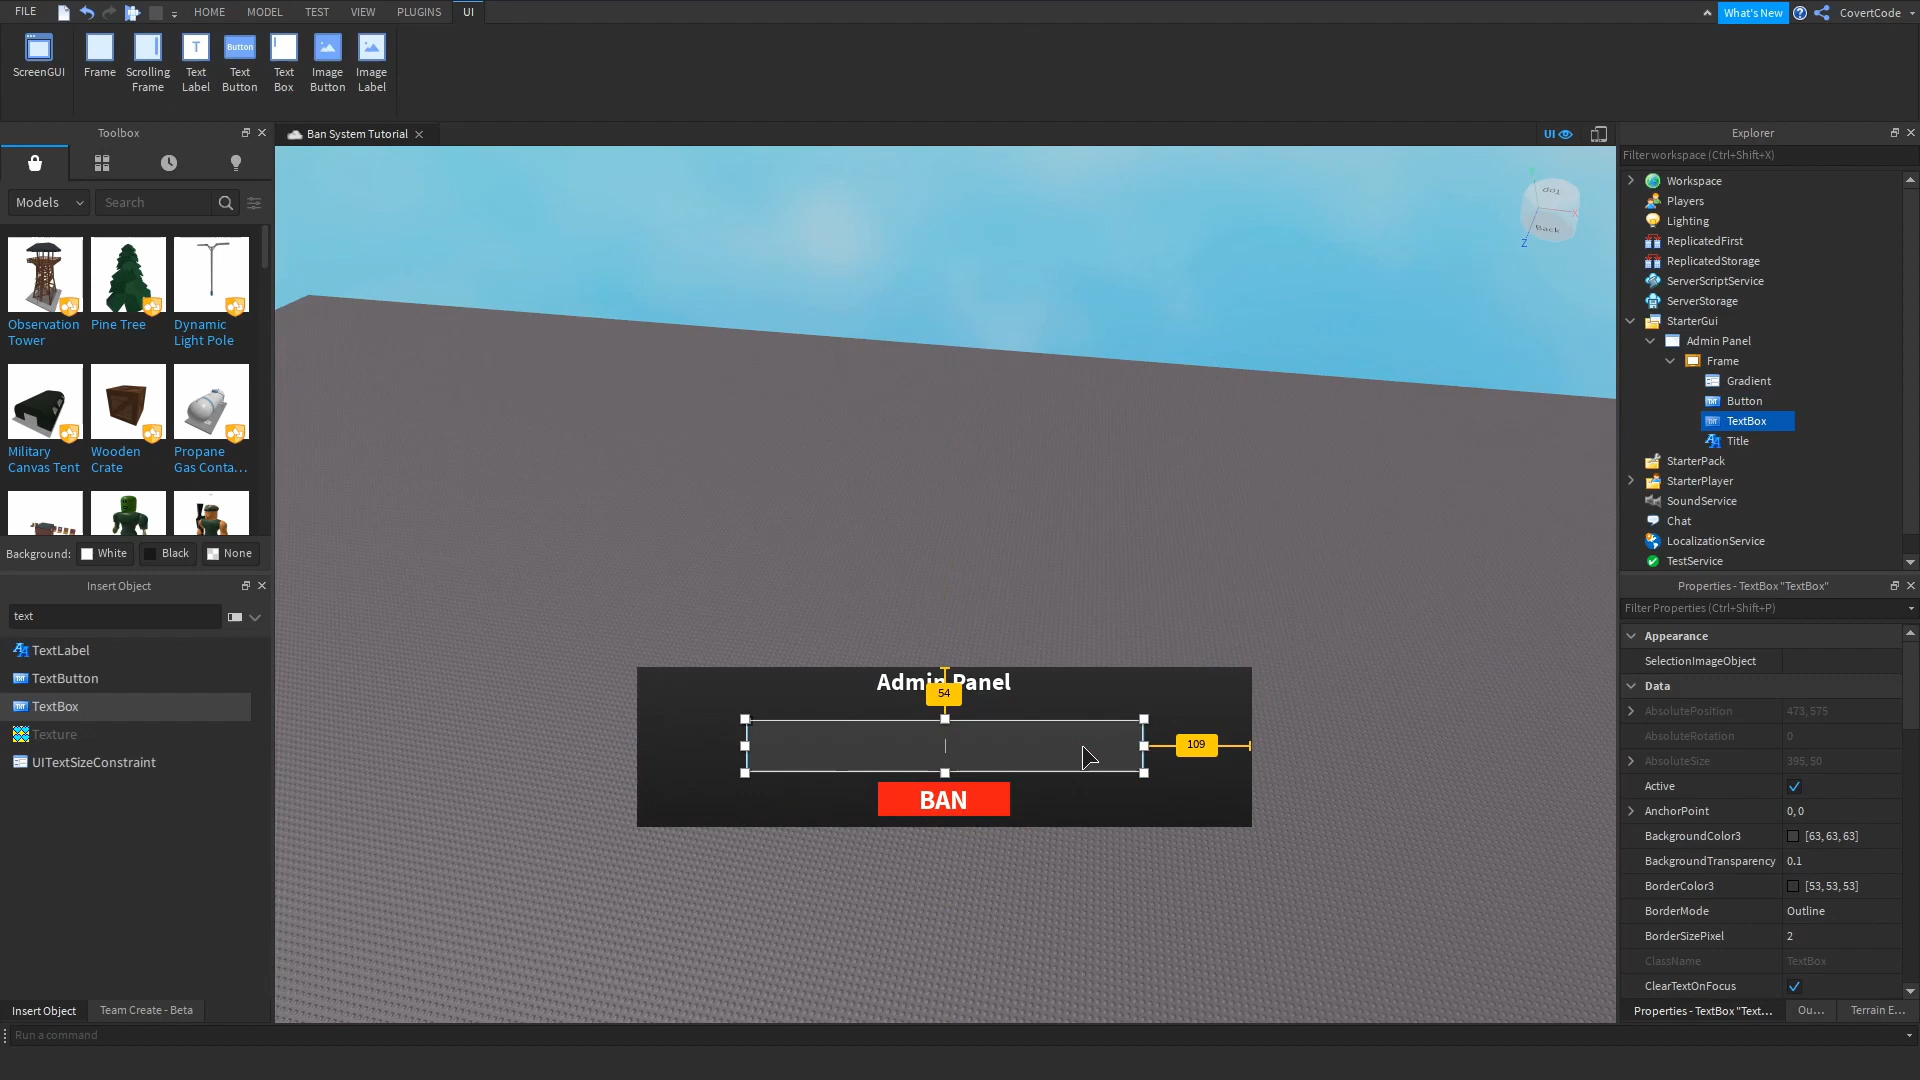 FILE
HOME
MODEL
TEST
VIEW
PLUGINS
UI
What's New
CovertCode
ScreenGUI
Frame
Scrolling
Frame
Text
Label
Button
Text
Button
Text
Box
Image
Button
Image
Label
Toolbox
Ban System Tutorial
UI
Explorer
Filter workspace (Ctrl+Shift+X)
Models
Search
Observation
Tower
Pine Tree
Dynamic
Light Pole
Military
Canvas Tent
Wooden
Crate
Propane
Gas Conta...
Background:
White
Black
None
Insert Object
text
TextLabel
TextButton
TextBox
Texture
UITextSizeConstraint
Insert Object
Team Create - Beta
Run a command
Top
Back
X
Z
Admin Panel
54
109
BAN
Workspace
Players
Lighting
ReplicatedFirst
ReplicatedStorage
ServerScriptService
ServerStorage
StarterGui
Admin Panel
Frame
Gradient
Button
TextBox
Title
StarterPack
StarterPlayer
SoundService
Chat
LocalizationService
TestService
Properties - TextBox "TextBox"
Filter Properties (Ctrl+Shift+P)
Appearance
SelectionImageObject
Data
AbsolutePosition 473, 575
AbsoluteRotation 0
AbsoluteSize 395, 50
Active
AnchorPoint 0, 0
BackgroundColor3 [63, 63, 63]
BackgroundTransparency 0.1
BorderColor3 [53, 53, 53]
BorderMode Outline
BorderSizePixel 2
ClassName TextBox
ClearTextOnFocus
Properties - TextBox "Text...
Ou...
Terrain E...